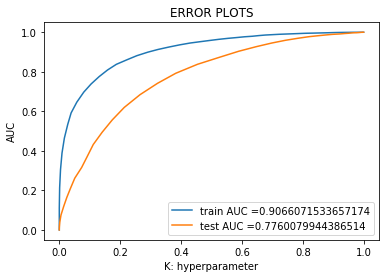 ERROR PLOTS
AUC
1.0
0.8
0.6
0.4
0.2
0.0
train AUC =0.9066071533657174
test AUC =0.7760079944386514
0.0 0.2 0.4 0.6 0.8 1.0
K: hyperparameter